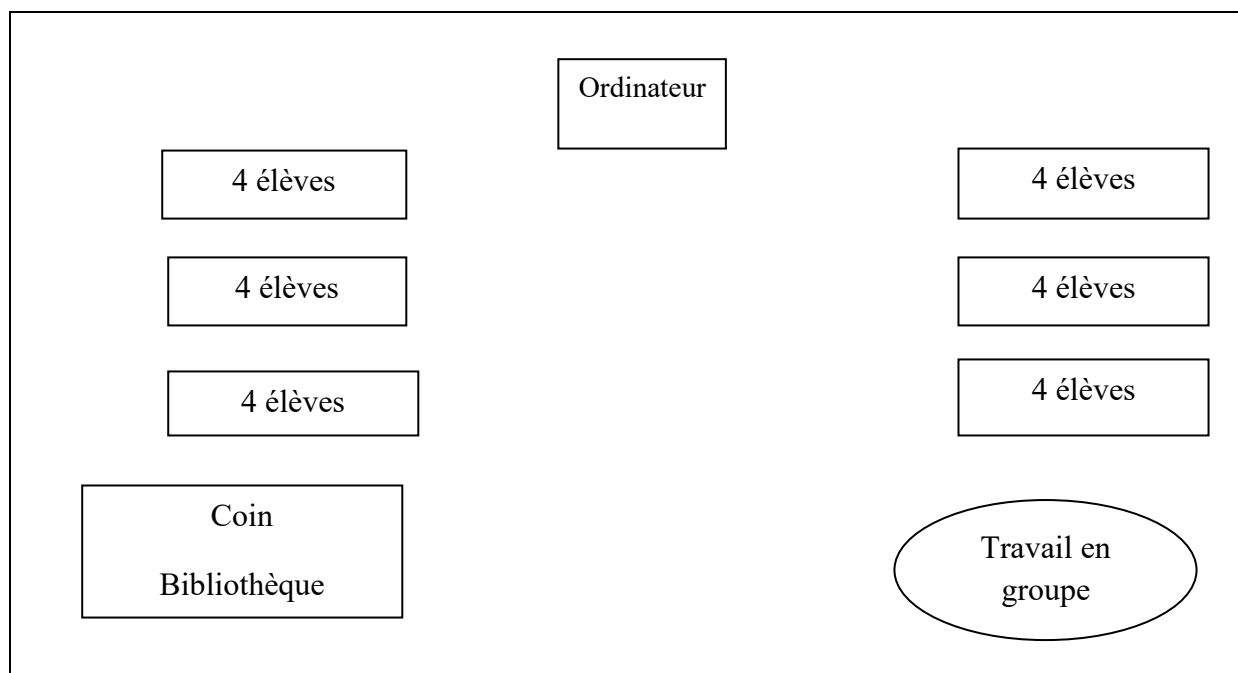 Ordinateur
4 élèves
4 élèves
4 élèves
4 élèves
4 élèves
4 élèves
Coin
Bibliothèque
Travail en
groupe